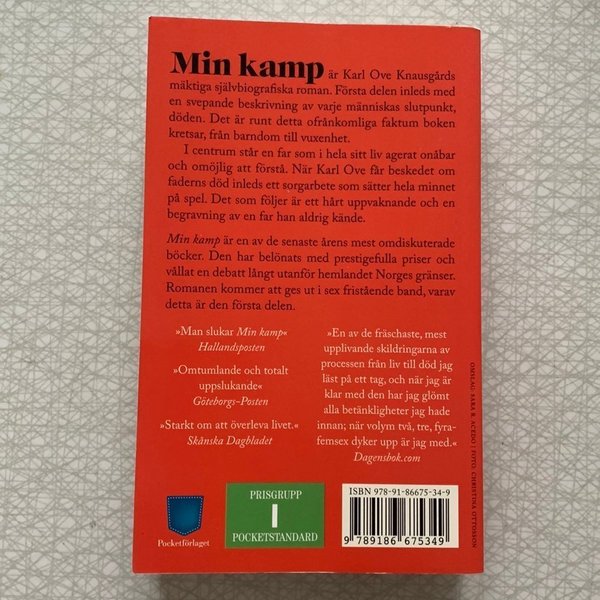 Min kamp är Karl Ove Knausgårds
mäktiga självbiografiska roman. Första delen inleds med
en svepande beskrivning av varje människas slutpunkt,
döden. Det är runt detta ofrånkomliga faktum boken
kretsar, från barndom till vuxenhet.
I centrum står en far som i hela sitt liv agerat onåbar
och omöjlig att förstå. När Karl Ove får beskedet om
faderns död inleds ett sorgarbete som sätter hela minnet
på spel. Det som följer är ett hårt uppvaknande och en
begravning av en far han aldrig kände.
Min kamp är en av de senaste årens mest omdiskuterade
böcker. Den har belönats med prestigefulla priser och
vållat en debatt långt utanför hemlandet Norges gränser.
Romanen kommer att ges ut i sex fristående band, varav
detta är den första delen.
»Man slukar Min kamp«
Hallandsposten
»Omtumlande och totalt
uppslukande«
Göteborgs-Posten
»Starkt om att överleva livet.«
Skånska Dagbladet
»En av de fräschaste, mest
upplivande skildringarna av
processen från liv till död jag
läst på ett tag, och när jag är
klar med den har jag glömt
alla betänkligheter jag hade
innan; när volym två, tre, fyra-
femsex dyker upp är jag med.«
Dagensbok.com
OMSLAG: SARA R. ACEDO | FOTO: CHRISTINA OTTOSSON
Pocketförlaget
PRISGRUPP
I
POCKETSTANDARD
ISBN 978-91-86675-34-9
9 789186 675349